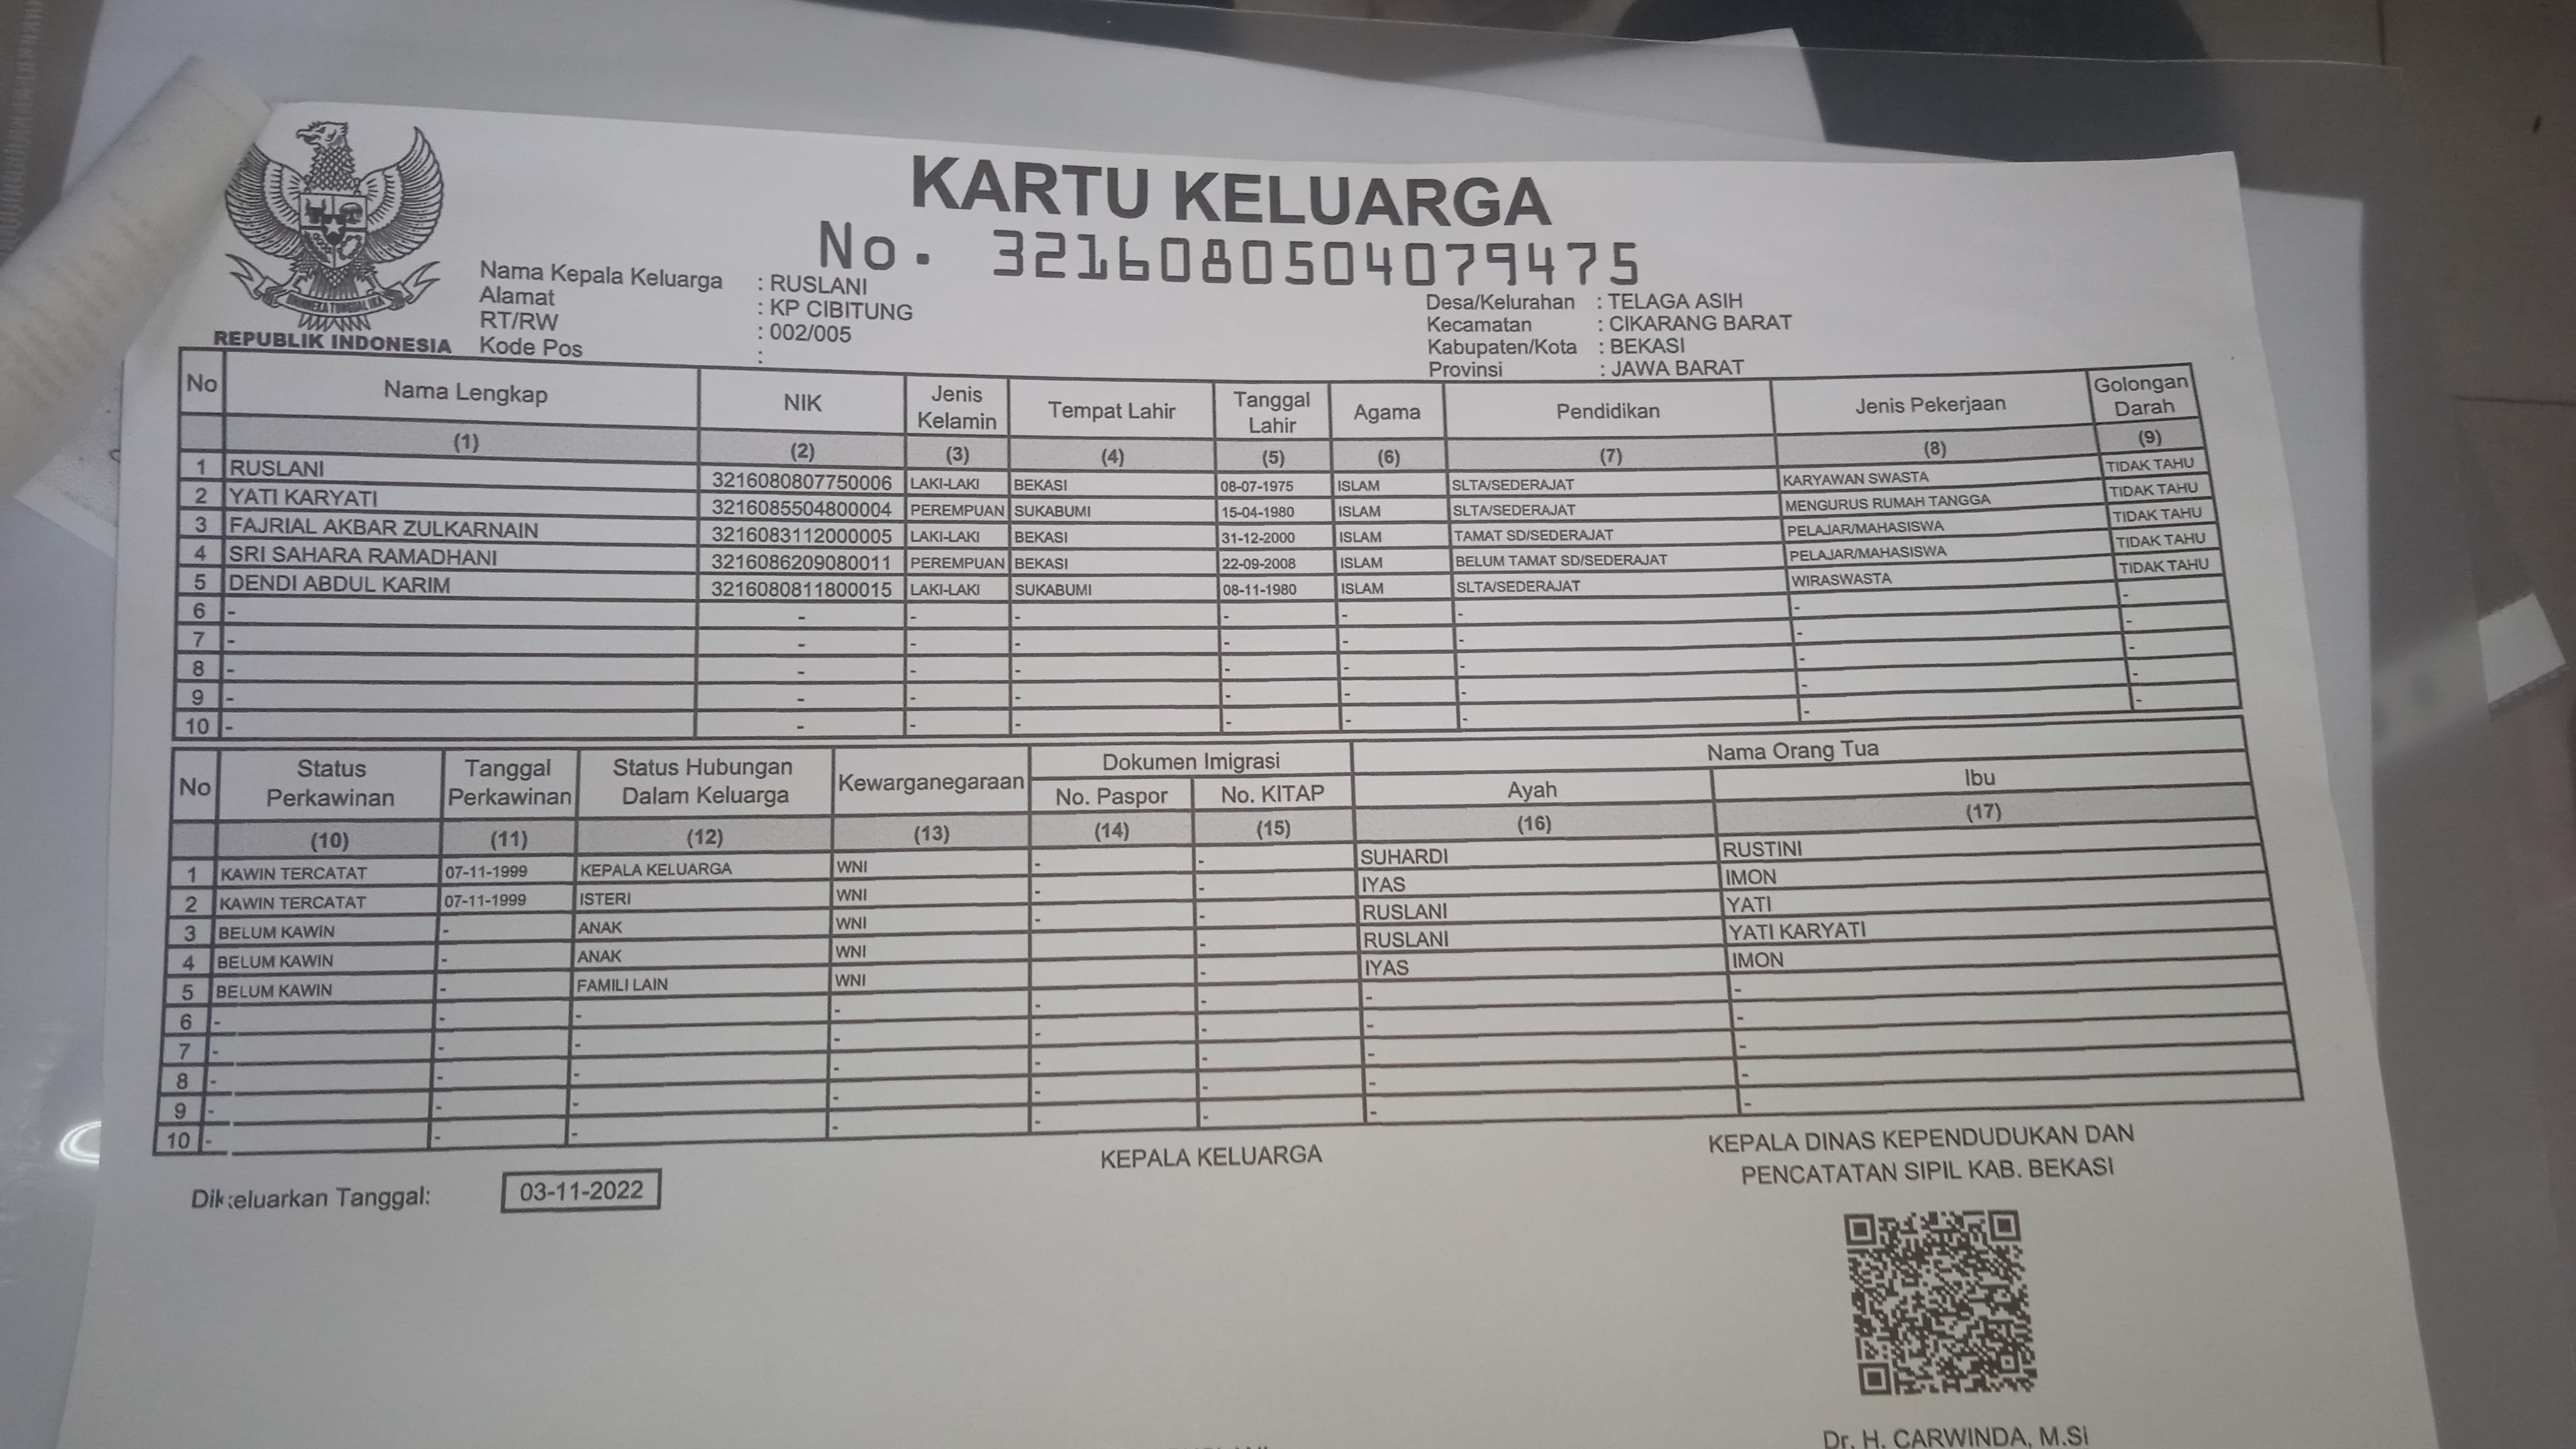 KARTU KELUARGA
No. 3216080504079475
Nama Kepala Keluarga : RUSLANI
Alamat : KP CIBITUNG
RT/RW : 002/005
Kode Pos :
Desa/Kelurahan : TELAGA ASIH
Kecamatan : CIKARANG BARAT
Kabupaten/Kota : BEKASI
Provinsi : JAWA BARAT
BHINNEKA TUNGGAL IKA
REPUBLIK INDONESIA
No Nama Lengkap NIK Jenis Kelamin Tempat Lahir Tanggal Lahir Agama Pendidikan Jenis Pekerjaan Golongan Darah
(1) (2) (3) (4) (5) (6) (7) (8) (9)
1 RUSLANI 3216080807750006 LAKI-LAKI BEKASI 08-07-1975 ISLAM SLTA/SEDERAJAT KARYAWAN SWASTA TIDAK TAHU
2 YATI KARYATI 3216085504800004 PEREMPUAN SUKABUMI 15-04-1980 ISLAM SLTA/SEDERAJAT MENGURUS RUMAH TANGGA TIDAK TAHU
3 FAJRIAL AKBAR ZULKARNAIN 3216083112000005 LAKI-LAKI BEKASI 31-12-2000 ISLAM TAMAT SD/SEDERAJAT PELAJAR/MAHASISWA TIDAK TAHU
4 SRI SAHARA RAMADHANI 3216086209080011 PEREMPUAN BEKASI 22-09-2008 ISLAM BELUM TAMAT SD/SEDERAJAT PELAJAR/MAHASISWA TIDAK TAHU
5 DENDI ABDUL KARIM 3216080811800015 LAKI-LAKI SUKABUMI 08-11-1980 ISLAM SLTA/SEDERAJAT WIRASWASTA TIDAK TAHU
6 - - - - - - - - -
7 - - - - - - - - -
8 - - - - - - - - -
9 - - - - - - - - -
10 - - - - - - - - -
No Status Perkawinan Tanggal Perkawinan Status Hubungan Dalam Keluarga Kewarganegaraan Dokumen Imigrasi Nama Orang Tua
No. Paspor No. KITAP Ayah Ibu
(10) (11) (12) (13) (14) (15) (16) (17)
1 KAWIN TERCATAT 07-11-1999 KEPALA KELUARGA WNI - - SUHARDI RUSTINI
2 KAWIN TERCATAT 07-11-1999 ISTERI WNI - - IYAS IMON
3 BELUM KAWIN - ANAK WNI - - RUSLANI YATI
4 BELUM KAWIN - ANAK WNI - RUSLANI YATI KARYATI
5 BELUM KAWIN - FAMILI LAIN WNI - IYAS IMON
6 - - - - - - - -
7 - - - - - - - -
8 - - - - - - - -
9 - - - - - - - -
10 - - - - - - - -
Dikeluarkan Tanggal: 03-11-2022
KEPALA KELUARGA
KEPALA DINAS KEPENDUDUKAN DAN
PENCATATAN SIPIL KAB. BEKASI
Dr. H. CARWINDA, M.Si